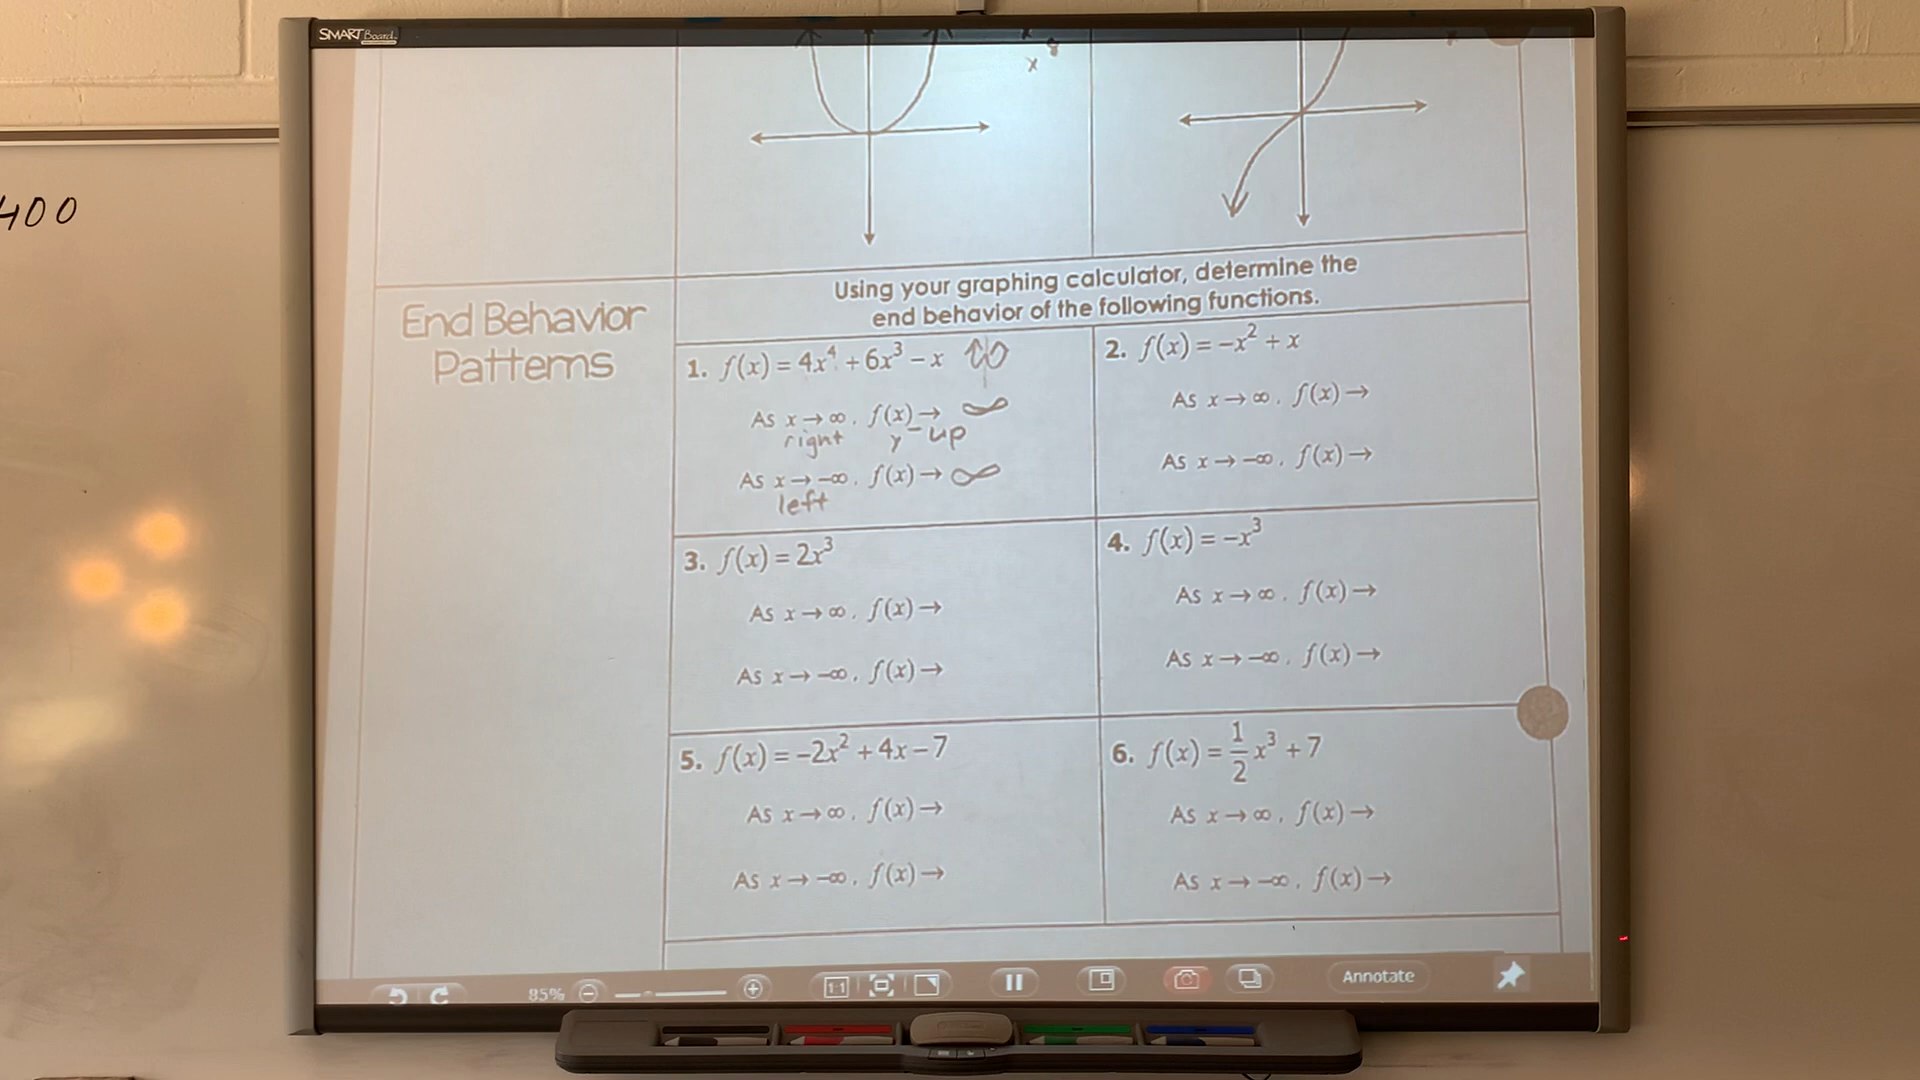 SMART Board
x
400
Using your graphing calculator, determine the
end behavior of the following functions.
End Behavior
Patterns
1. f(x) = 4x⁴ + 6x³ − x
As x → ∞, f(x) → ∞
right y - up
As x → −∞, f(x) → ∞
left
2. f(x) = −x² + x
As x → ∞, f(x) →
As x → −∞, f(x) →
3. f(x) = 2x³
As x → ∞, f(x) →
As x → −∞, f(x) →
4. f(x) = −x³
As x → ∞, f(x) →
As x → −∞, f(x) →
5. f(x) = −2x² + 4x − 7
As x → ∞, f(x) →
As x → −∞, f(x) →
6. f(x) = 1/2 x³ + 7
As x → ∞, f(x) →
As x → −∞, f(x) →
85% 1:1 Annotate